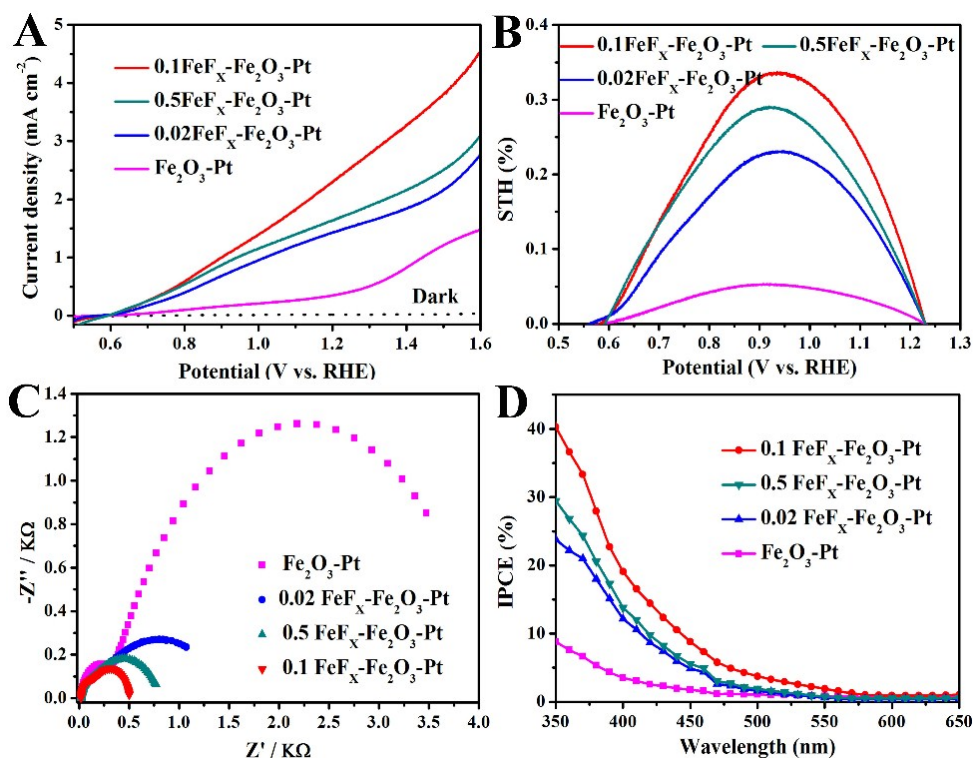 A
Current density (mA cm⁻²)
5
4
3
2
1
0
0.1FeFₓ-Fe₂O₃-Pt
0.5FeFₓ-Fe₂O₃-Pt
0.02FeFₓ-Fe₂O₃-Pt
Fe₂O₃-Pt
Dark
0.6 0.8 1.0 1.2 1.4 1.6
Potential (V vs. RHE)
B
STH (%)
0.4
0.3
0.2
0.1
0.0
0.1FeFₓ-Fe₂O₃-Pt 0.5FeFₓ-Fe₂O₃-Pt
0.02FeFₓ-Fe₂O₃-Pt
Fe₂O₃-Pt
0.5 0.6 0.7 0.8 0.9 1.0 1.1 1.2 1.3
Potential (V vs. RHE)
C
-Z'' / KΩ
1.4
1.2
1.0
0.8
0.6
0.4
0.2
0.0
Fe₂O₃-Pt
0.02 FeFₓ-Fe₂O₃-Pt
0.5 FeFₓ-Fe₂O₃-Pt
0.1 FeFₓ-Fe₂O₃-Pt
0.0 0.5 1.0 1.5 2.0 2.5 3.0 3.5 4.0
Z' / KΩ
D
IPCE (%)
40
30
20
10
0
0.1 FeFₓ-Fe₂O₃-Pt
0.5 FeFₓ-Fe₂O₃-Pt
0.02 FeFₓ-Fe₂O₃-Pt
Fe₂O₃-Pt
350 400 450 500 550 600 650
Wavelength (nm)